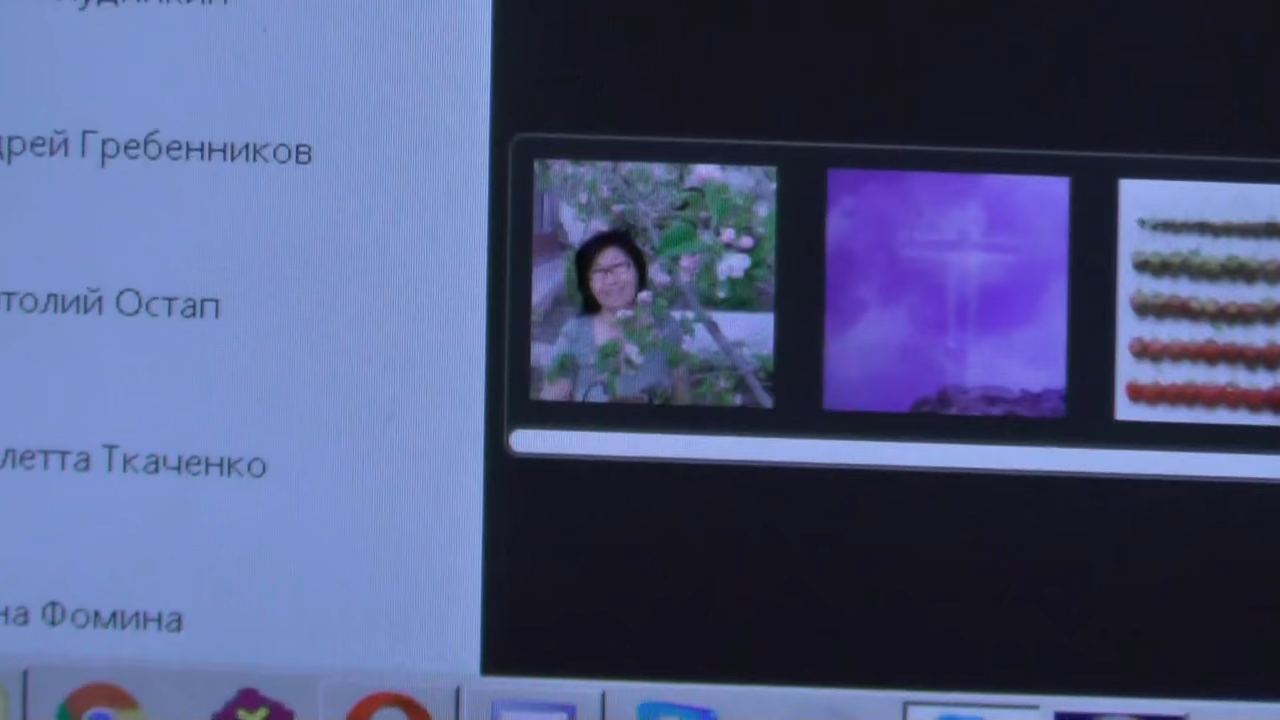 дрей Гребенников
толий Остап
летта Ткаченко
на Фомина